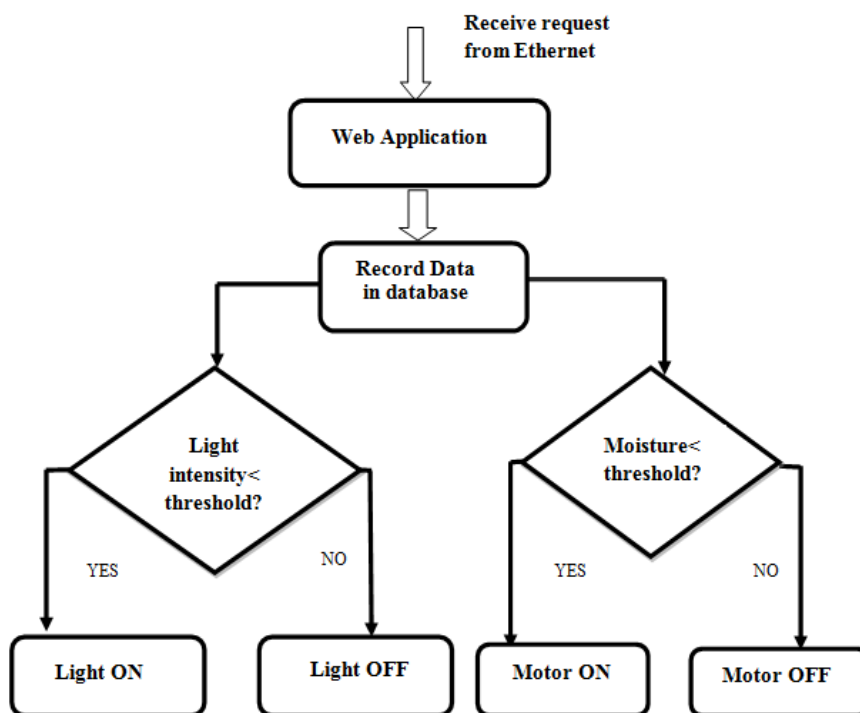 Receive request
from Ethernet
Web Application
Record Data
in database
Light
intensity<
threshold?
Moisture<
threshold?
YES
NO
YES
NO
Light ON
Light OFF
Motor ON
Motor OFF